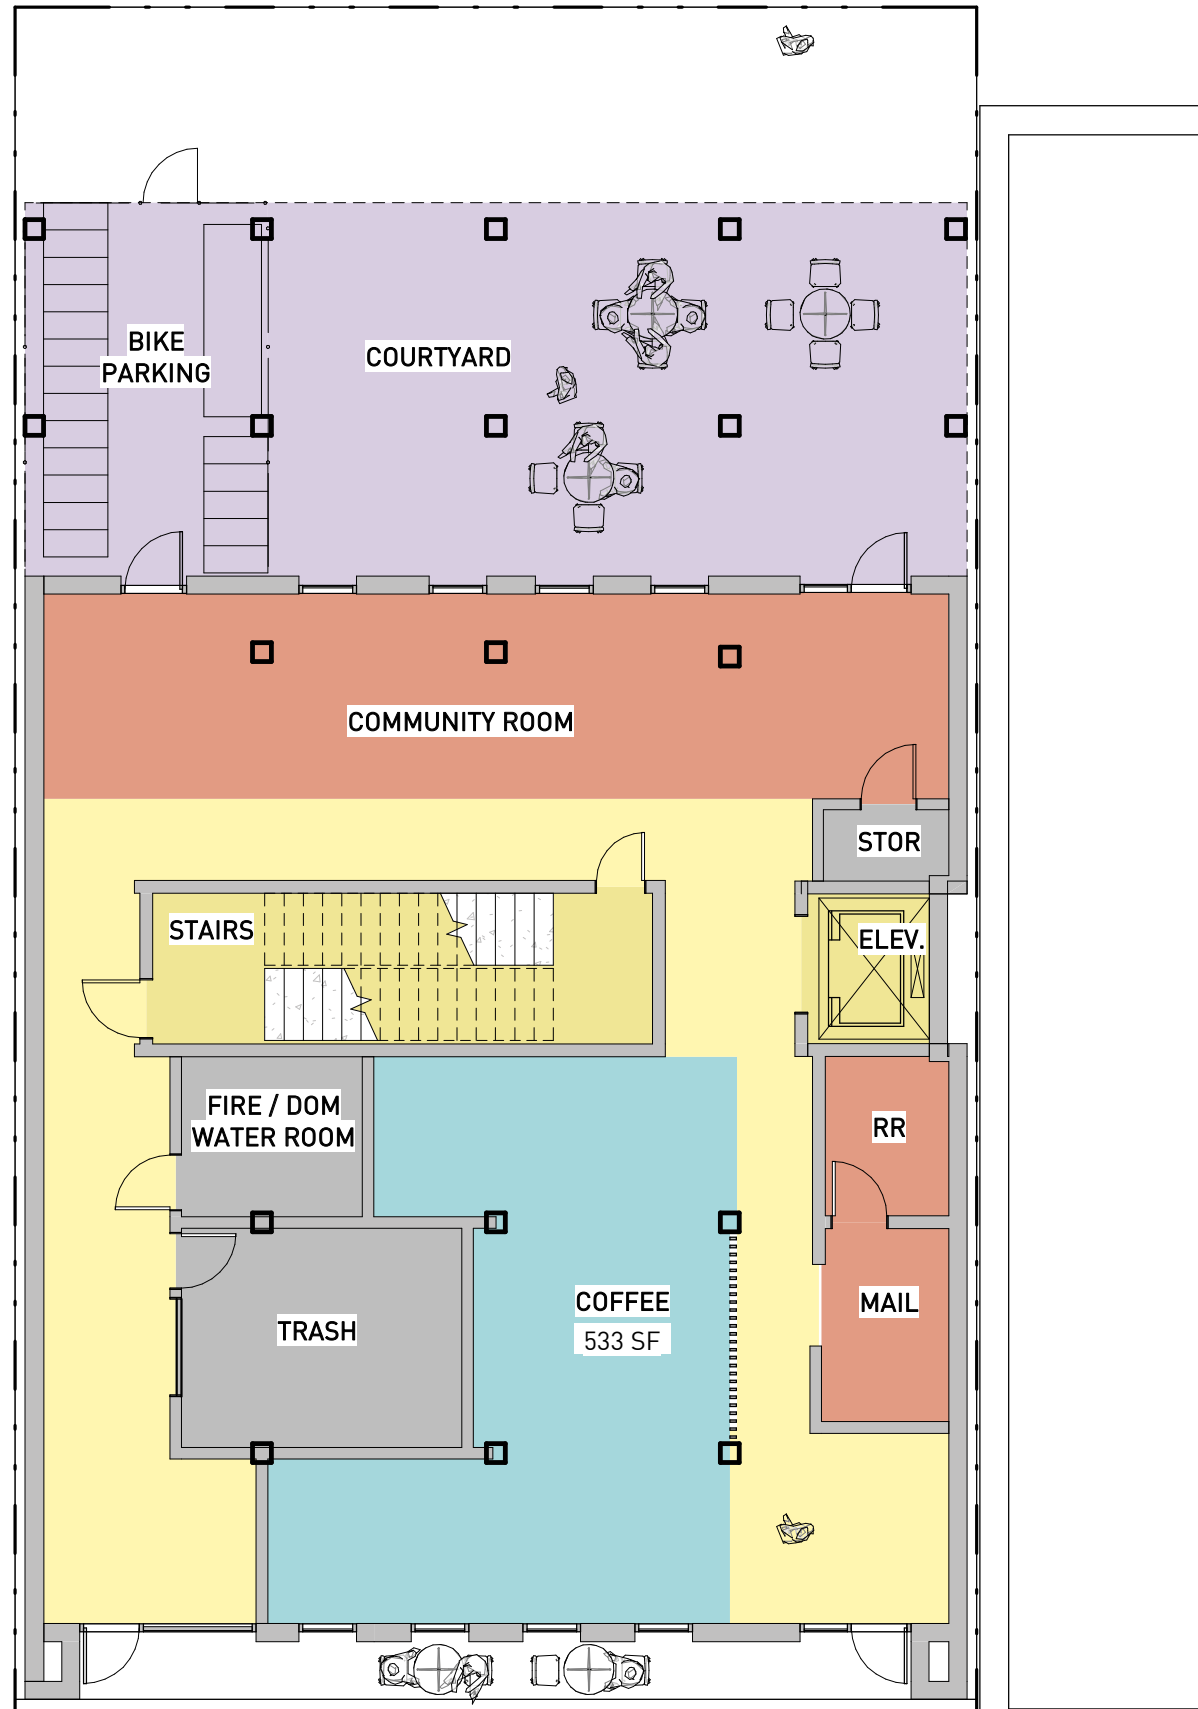 BIKE
PARKING
COURTYARD
COMMUNITY ROOM
STOR
STAIRS
ELEV.
FIRE / DOM
WATER ROOM
RR
COFFEE
533 SF
MAIL
TRASH